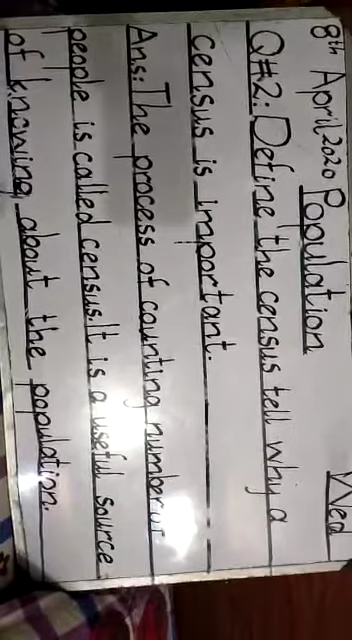 8th April 2020 Wed
Population
Q#2: Define the census tell why a
census is important.
Ans: The process of counting number of
people is called census. It is a useful source
of knowing about the population.